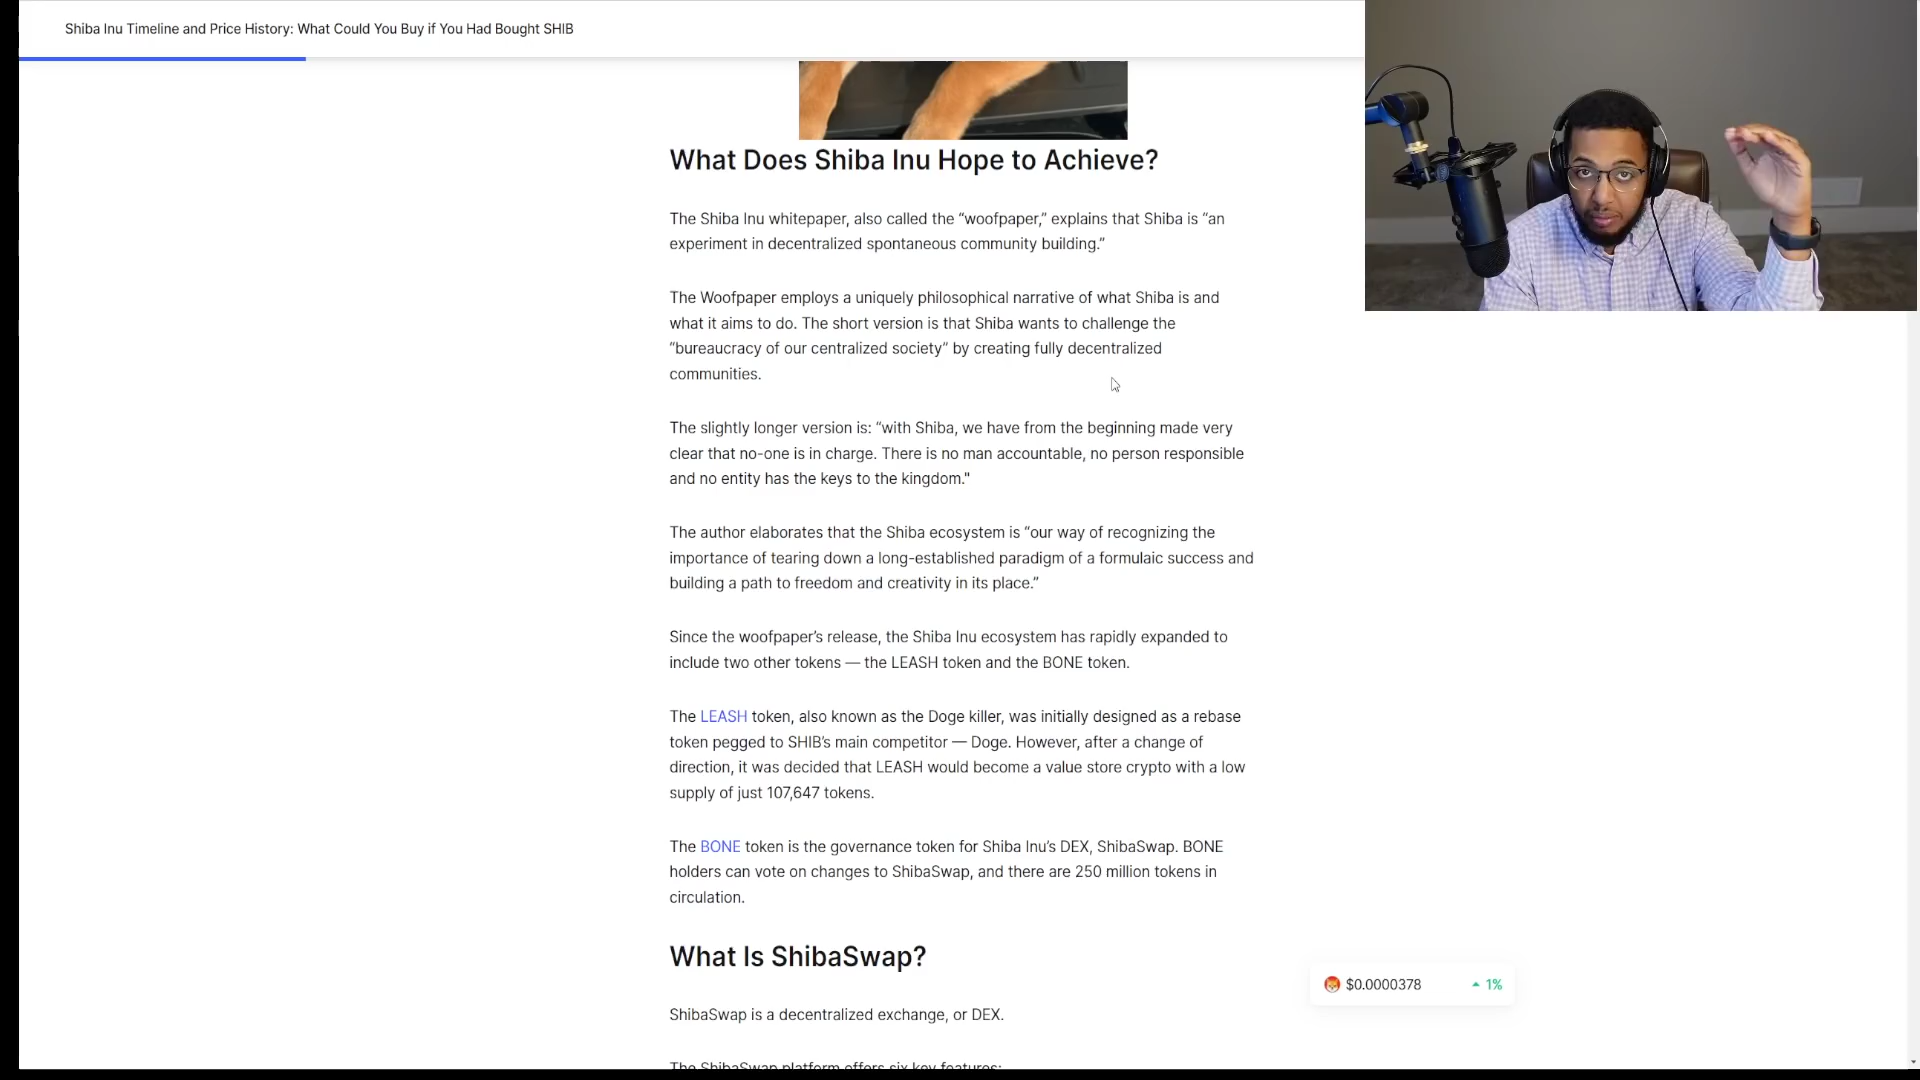 Shiba Inu Timeline and Price History: What Could You Buy if You Had Bought SHIB
What Does Shiba Inu Hope to Achieve?
The Shiba Inu whitepaper, also called the “woofpaper,” explains that Shiba is “an
experiment in decentralized spontaneous community building.”
The Woofpaper employs a uniquely philosophical narrative of what Shiba is and
what it aims to do. The short version is that Shiba wants to challenge the
“bureaucracy of our centralized society” by creating fully decentralized
communities.
The slightly longer version is: “with Shiba, we have from the beginning made very
clear that no-one is in charge. There is no man accountable, no person responsible
and no entity has the keys to the kingdom."
The author elaborates that the Shiba ecosystem is “our way of recognizing the
importance of tearing down a long-established paradigm of a formulaic success and
building a path to freedom and creativity in its place.”
Since the woofpaper’s release, the Shiba Inu ecosystem has rapidly expanded to
include two other tokens — the LEASH token and the BONE token.
The LEASH token, also known as the Doge killer, was initially designed as a rebase
token pegged to SHIB’s main competitor — Doge. However, after a change of
direction, it was decided that LEASH would become a value store crypto with a low
supply of just 107,647 tokens.
The BONE token is the governance token for Shiba Inu’s DEX, ShibaSwap. BONE
holders can vote on changes to ShibaSwap, and there are 250 million tokens in
circulation.
What Is ShibaSwap?
$0.0000378 1%
ShibaSwap is a decentralized exchange, or DEX.
The ShibaSwap platform offers six key features: